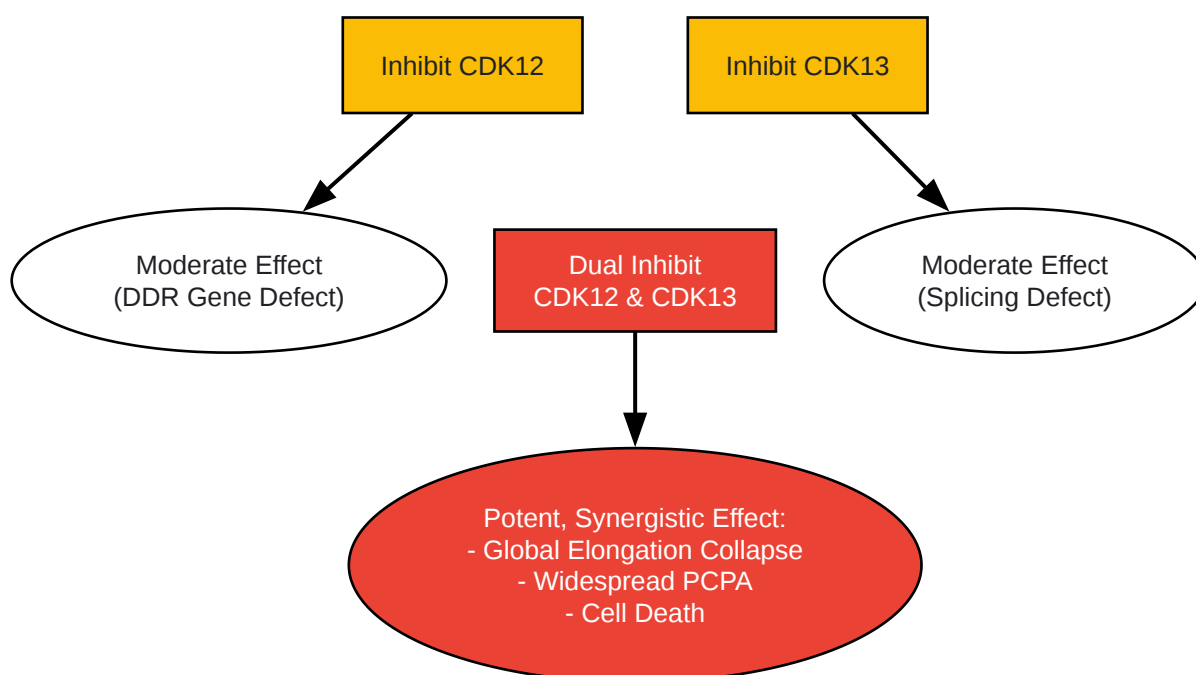 Inhibit CDK12
Inhibit CDK13
Moderate Effect
(DDR Gene Defect)
Dual Inhibit
CDK12 & CDK13
Moderate Effect
(Splicing Defect)
Potent, Synergistic Effect:
- Global Elongation Collapse
- Widespread PCPA
- Cell Death